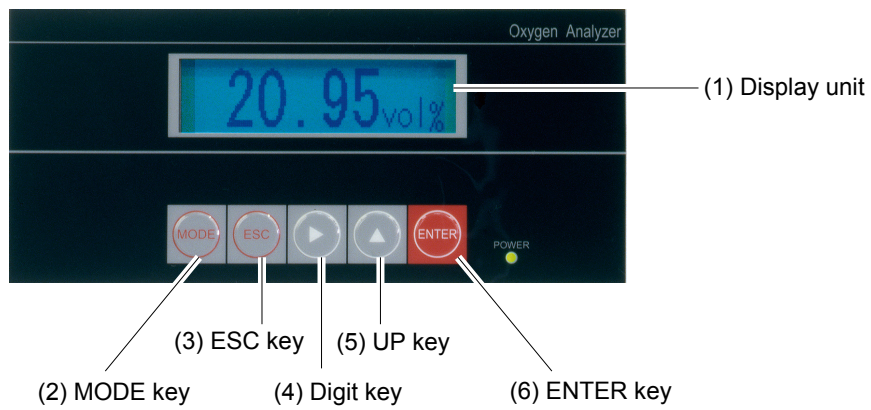 Oxygen Analyzer
20.95vol%
(1) Display unit
MODE ESC ENTER
POWER
(3) ESC key
(5) UP key
(2) MODE key
(4) Digit key
(6) ENTER key